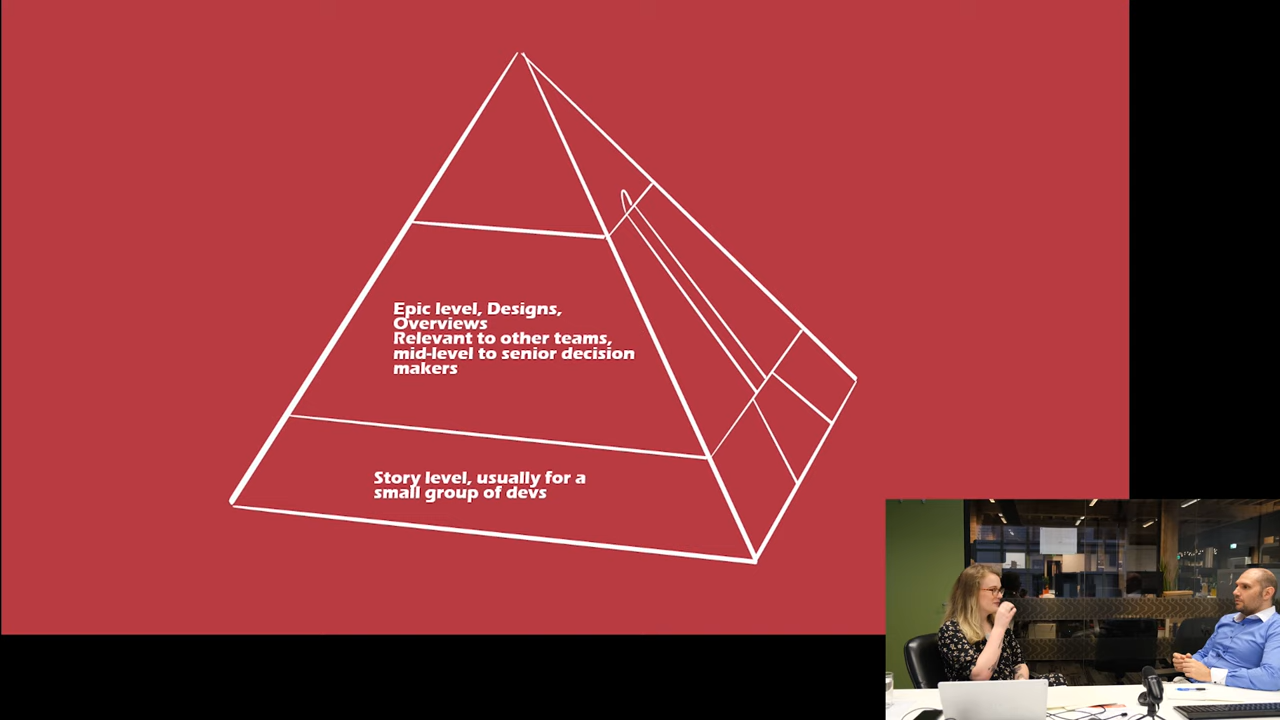 Epic level, Designs,
Overviews
Relevant to other teams,
mid-level to senior decision
makers
Story level, usually for a
small group of devs